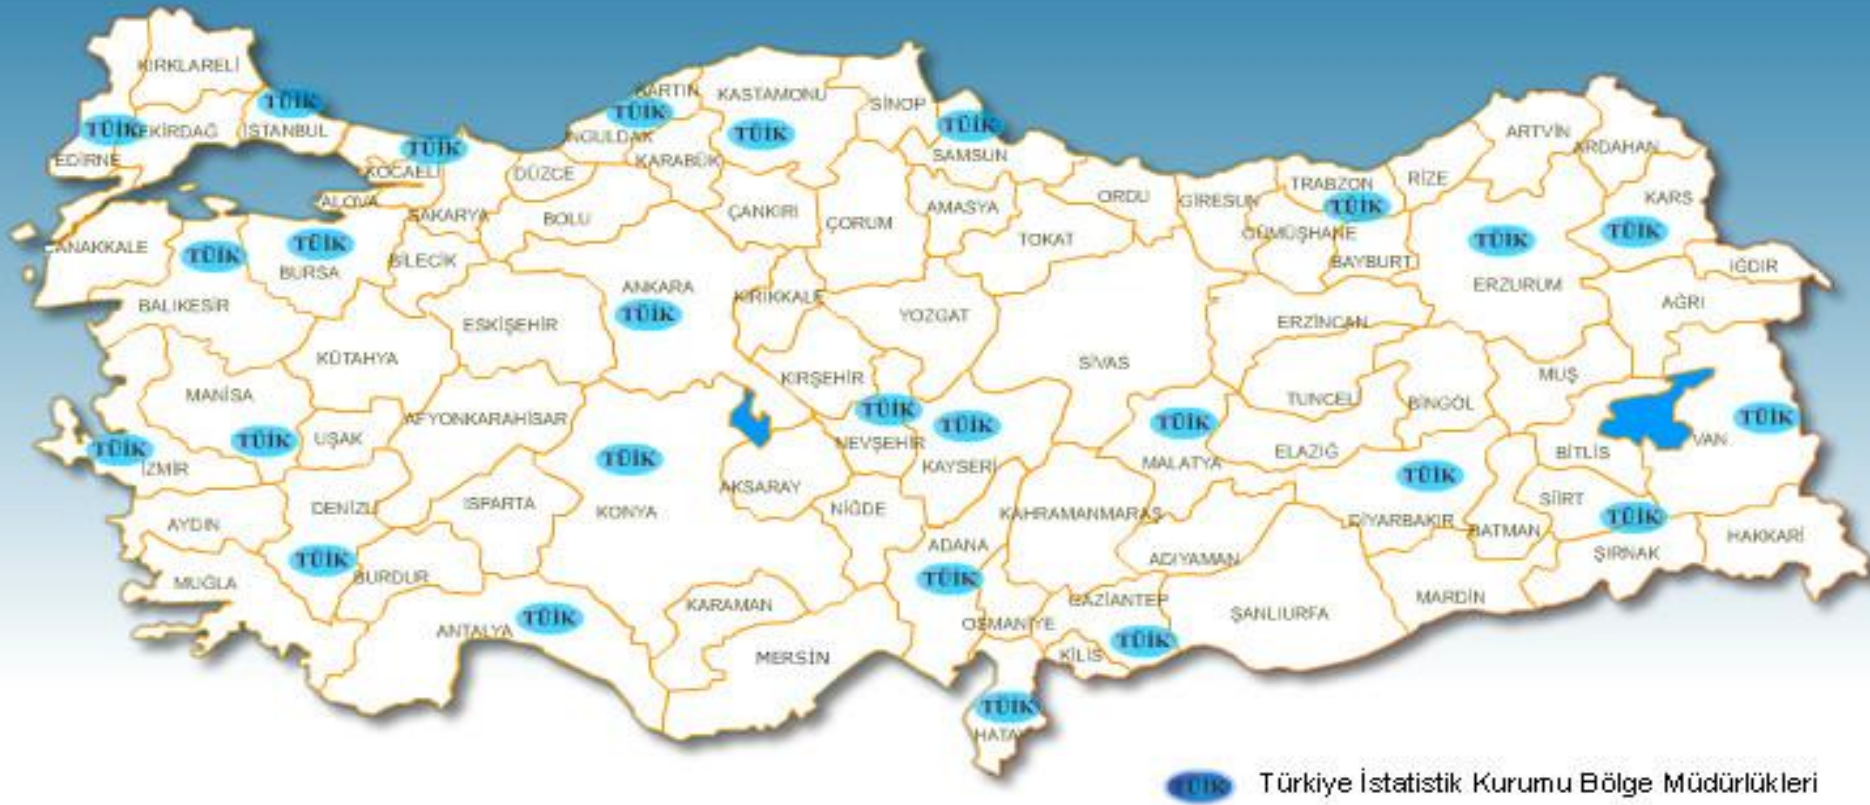 KIRKLARELİ
TÜİK
TÜİK
EKİRDAĞ
İSTANBUL
EDİRNE
TÜİK
KOCAELİ
ALOVA
SAKARYA
DÜZCE
BARTIN
TÜİK
NGULDAK
KARABÜK
KASTAMONU
TÜİK
SİNOP
TÜİK
SAMSUN
ANAKKALE
TÜİK
TÜİK
BURSA
BİLECİK
BOLU
ÇANKIRI
ÇORUM
AMASYA
TOKAT
ORDU
GİRESUN
TRABZON
TÜİK
RİZE
ARTVİN
ARDAHAN
KARS
TÜİK
GÜMÜŞHANE
BAYBURT
TÜİK
ERZURUM
IĞDIR
AĞRI
BALIKESİR
KÜTAHYA
ESKİŞEHİR
ANKARA
TÜİK
KIRIKKALE
YOZGAT
SİVAS
ERZİNCAN
MANİSA
TÜİK
UŞAK
AFYONKARAHİSAR
KIRŞEHİR
TÜİK
NEVŞEHİR
TÜİK
KAYSERİ
TÜİK
MALATYA
TUNCELİ
ELAZIĞ
BİNGÖL
MUŞ
BİTLİS
VAN
TÜİK
TÜİK
İZMİR
AYDIN
DENİZLİ
TÜİK
ISPARTA
TÜİK
KONYA
AKSARAY
NİĞDE
KAHRAMANMARAŞ
ADIYAMAN
TÜİK
DİYARBAKIR
BATMAN
SİİRT
TÜİK
ŞIRNAK
HAKKARİ
MUĞLA
BURDUR
ANTALYA
TÜİK
KARAMAN
MERSİN
ADANA
TÜİK
OSMANİYE
GAZİANTEP
TÜİK
KİLİS
ŞANLIURFA
MARDİN
TÜİK
HATAY
TÜİK Türkiye İstatistik Kurumu Bölge Müdürlükleri